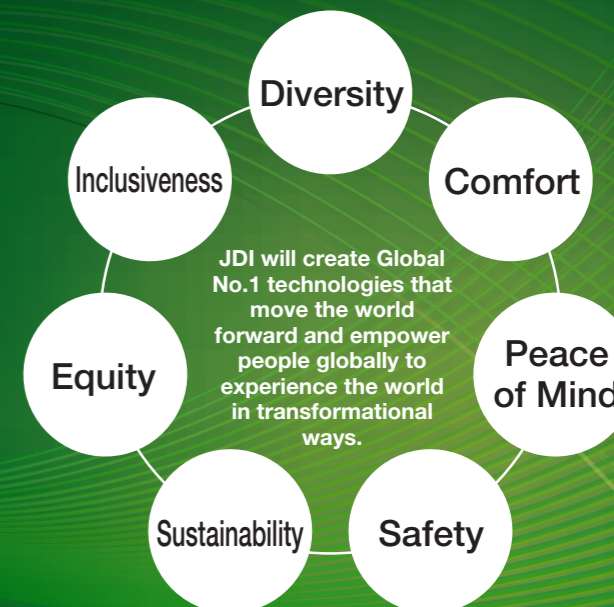 Diversity
Inclusiveness
Comfort
JDI will create Global
No.1 technologies that
move the world
forward and empower
people globally to
experience the world
in transformational
ways.
Equity
Peace
of Mind
Sustainability
Safety